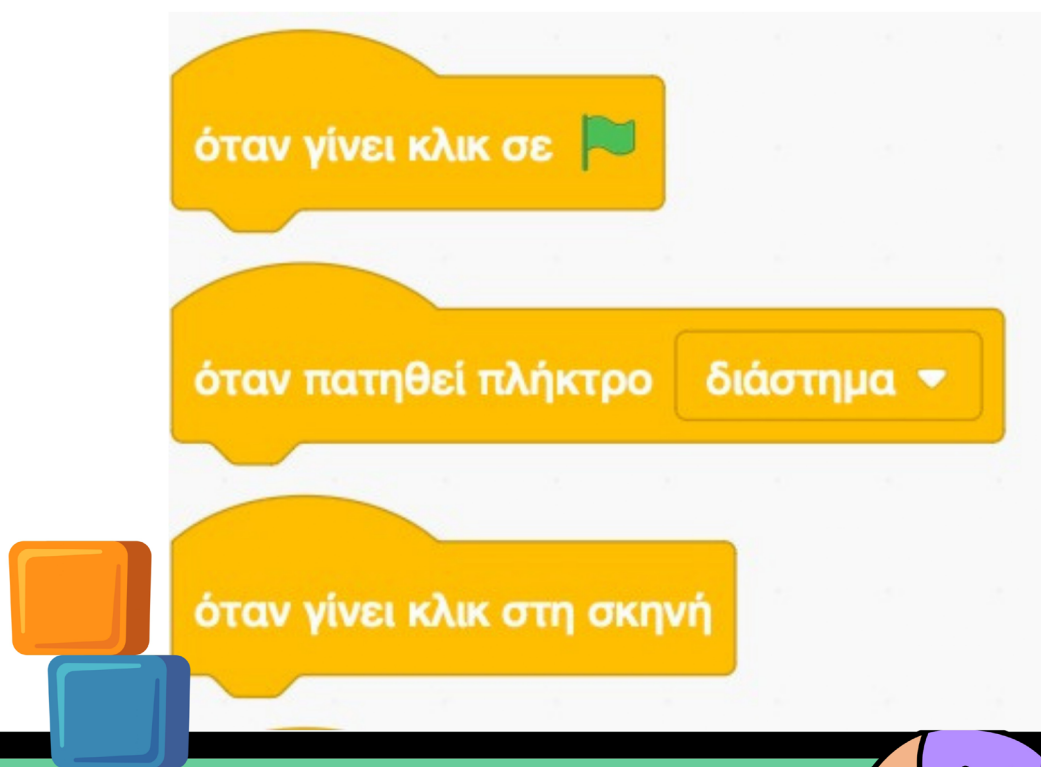 όταν γίνει κλικ σε
όταν πατηθεί πλήκτρο διάστημα
όταν γίνει κλικ στη σκηνή